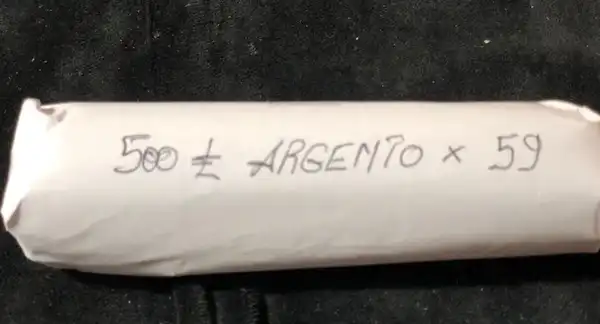 500 £ ARGENTO × 59